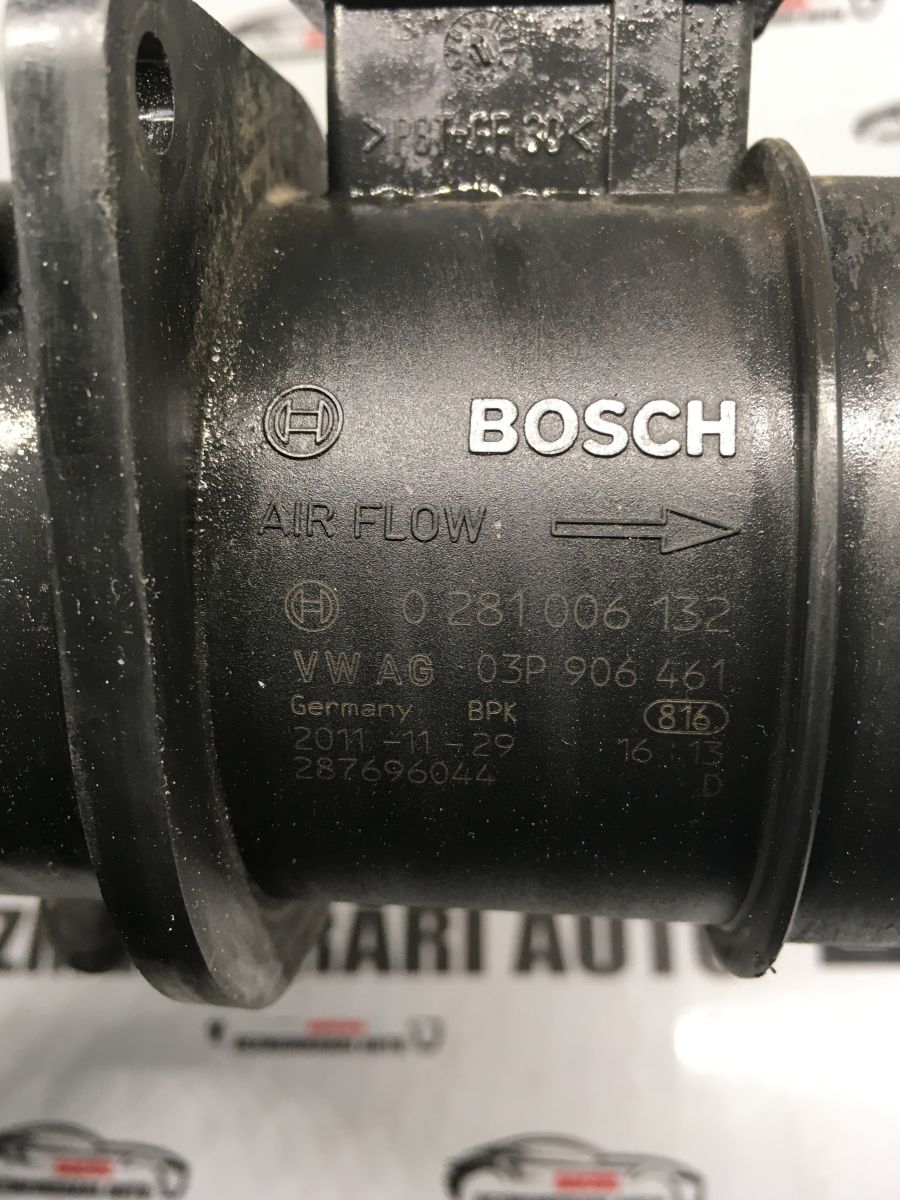 >PBT-GF30<
BOSCH
AIR FLOW
0 281 006 132
VW AG 03P 906 461
Germany BPK 816
2011-11-29 16:13
287696044 D
AUTO